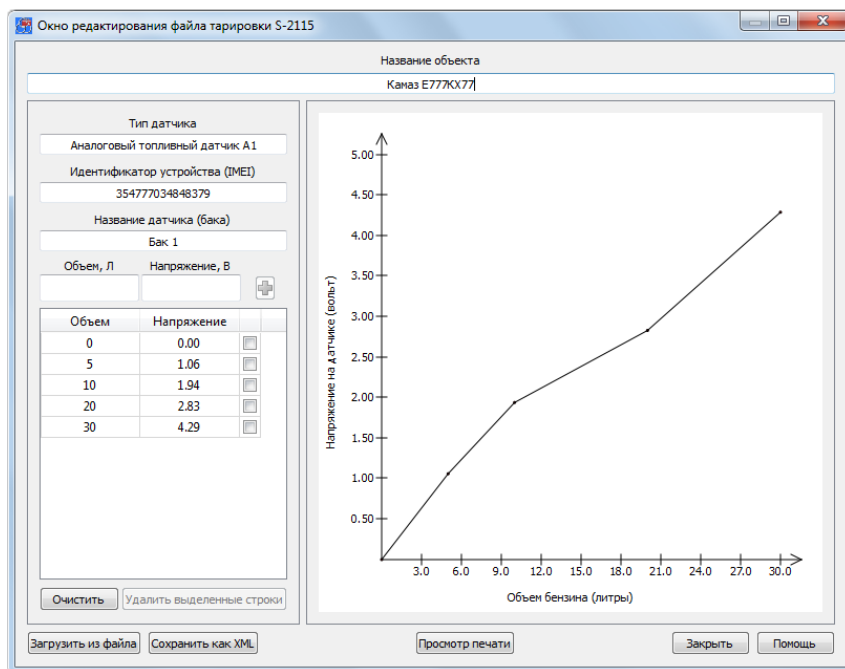 Окно редактирования файла тарировки S-2115
Название объекта
Камаз Е777КХ77
Тип датчика
Аналоговый топливный датчик А1
Идентификатор устройства (IMEI)
354777034848379
Название датчика (бака)
Бак 1
Объем, Л Напряжение, В
Объем Напряжение
0 0.00
5 1.06
10 1.94
20 2.83
30 4.29
Очистить Удалить выделенные строки
Напряжение на датчике (вольт)
5.00
4.50
4.00
3.50
3.00
2.50
2.00
1.50
1.00
0.50
3.0 6.0 9.0 12.0 15.0 18.0 21.0 24.0 27.0 30.0
Объем бензина (литры)
Загрузить из файла Сохранить как XML Просмотр печати Закрыть Помощь